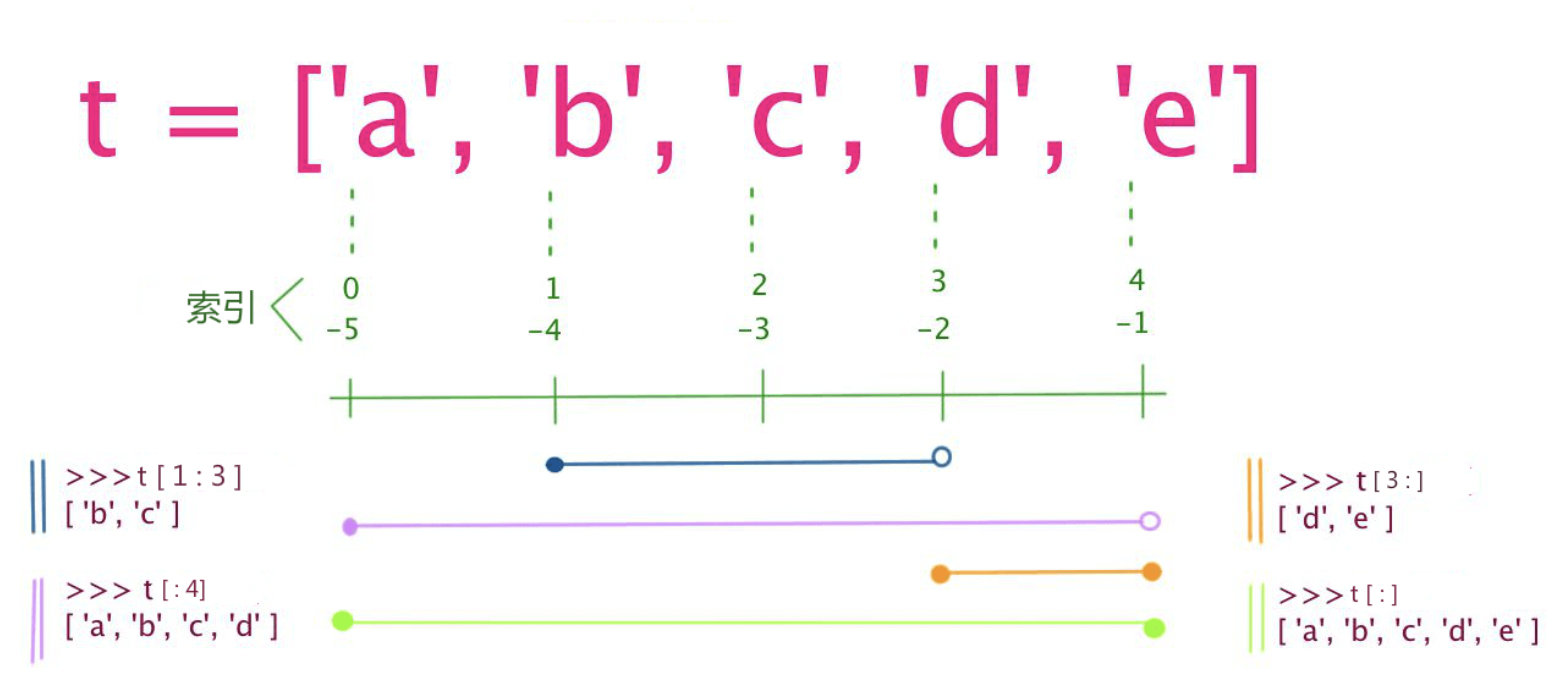 t = ['a', 'b', 'c', 'd', 'e']
索引
0 1 2 3 4
-5 -4 -3 -2 -1
>>>t[1:3]
['b', 'c']
>>> t[:4]
['a', 'b', 'c', 'd']
>>> t[3:]
['d', 'e']
>>>t[:]
['a', 'b', 'c', 'd', 'e']